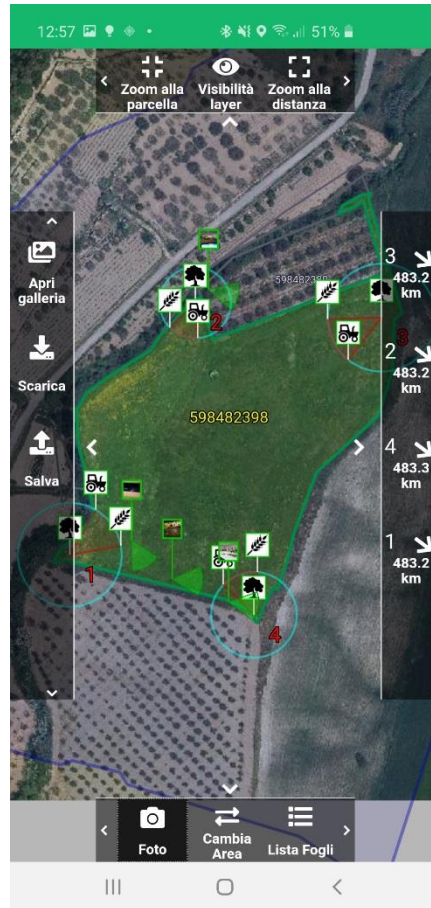 12:57
51%
Zoom alla
parcella
Visibilità
layer
Zoom alla
distanza
Apri
galleria
Scarica
Salva
598482380
598482398
1
2
3
4
3
483.2
km
2
483.2
km
4
483.3
km
1
483.2
km
Foto
Cambia
Area
Lista Fogli